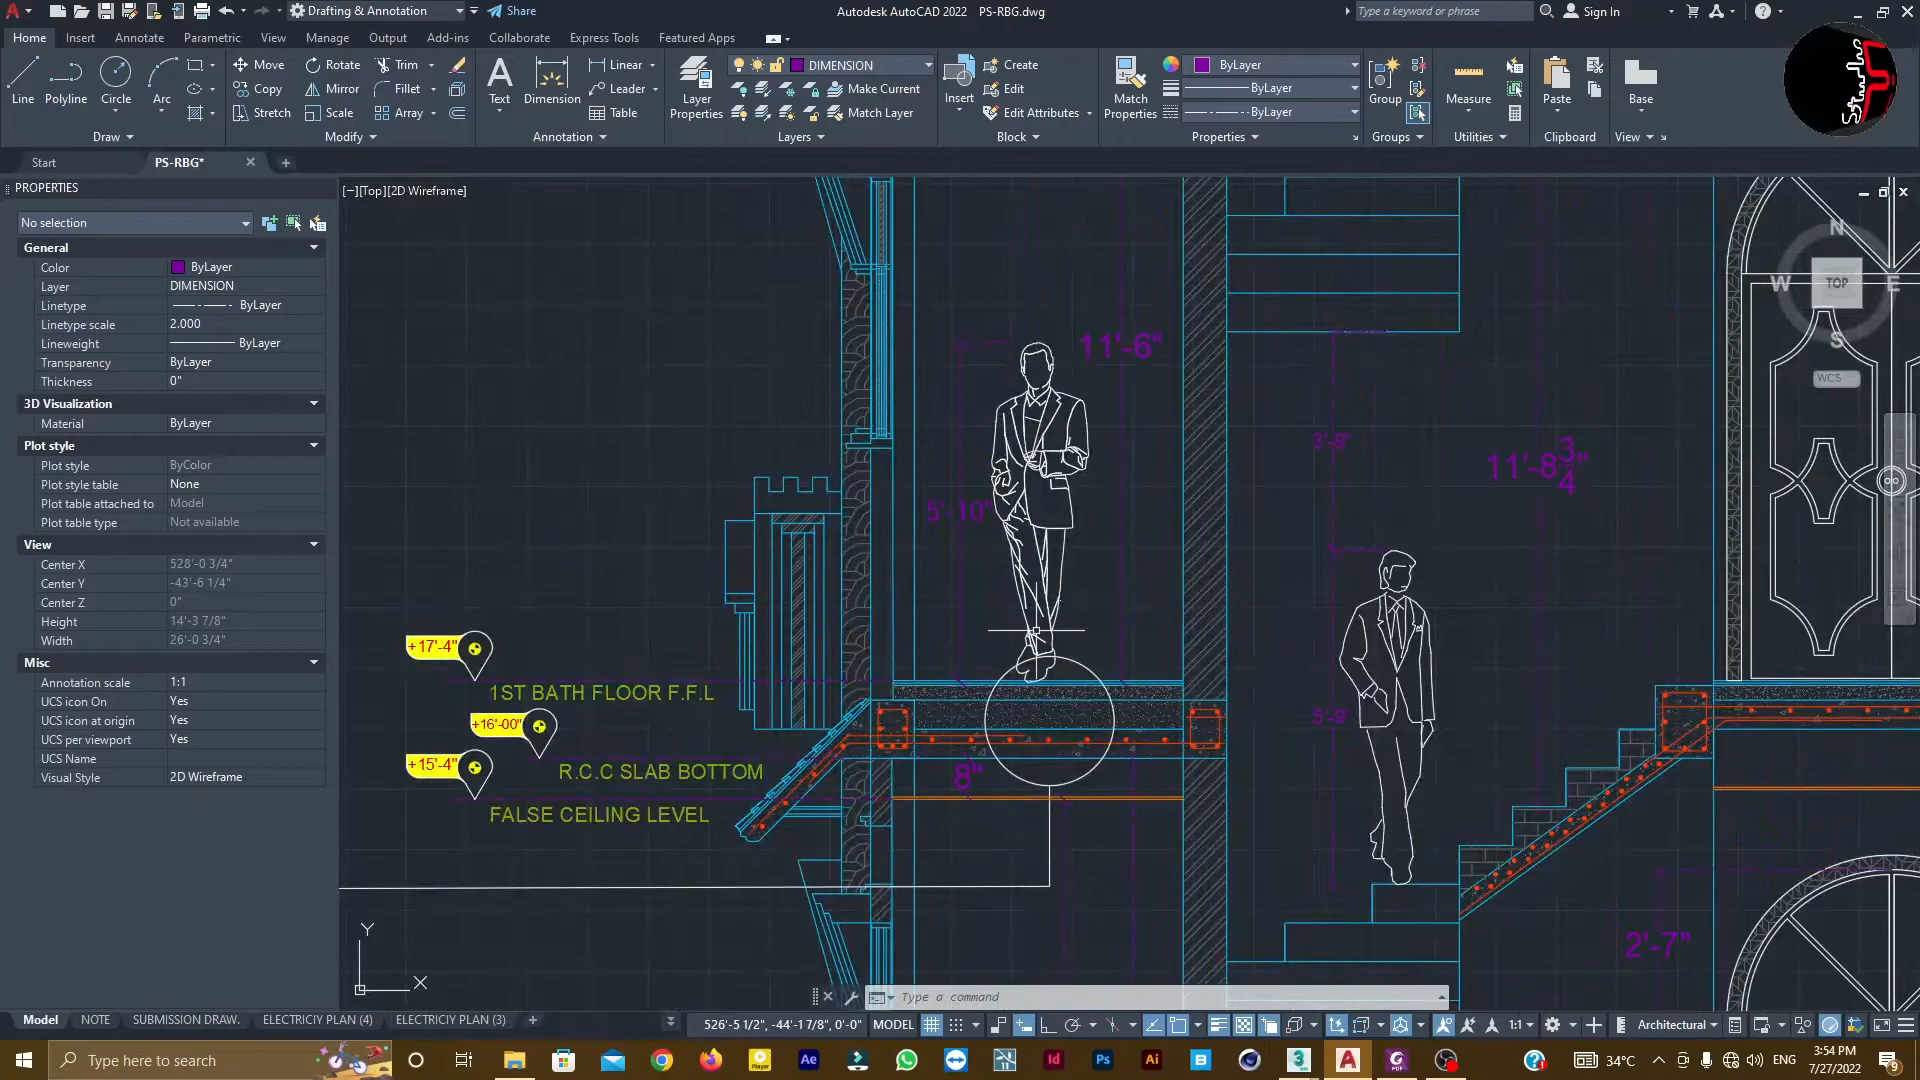 Drafting & Annotation
Share
Autodesk AutoCAD 2022 PS-RBG.dwg
Type a keyword or phrase
Sign In
Home Insert Annotate Parametric View Manage Output Add-ins Collaborate Express Tools Featured Apps
Line
Polyline
Circle
Arc
Draw
Move
Rotate
Trim
Copy
Mirror
Fillet
Stretch
Scale
Array
Modify
Text
Dimension
Linear
Leader
Table
Annotation
Layer
Properties
DIMENSION
Make Current
Match Layer
Layers
Insert
Create
Edit
Edit Attributes
Block
Match
Properties
ByLayer
ByLayer
ByLayer
Properties
Group
Groups
Measure
Utilities
Paste
Clipboard
Base
View
Start
PS-RBG*
PROPERTIES
No selection
General
Color ByLayer
Layer DIMENSION
Linetype ByLayer
Linetype scale 2.000
Lineweight ByLayer
Transparency ByLayer
Thickness 0"
3D Visualization
Material ByLayer
Plot style
Plot style ByColor
Plot style table None
Plot table attached to Model
Plot table type Not available
View
Center X 528'-0 3/4"
Center Y -43'-6 1/4"
Center Z 0"
Height 14'-3 7/8"
Width 26'-0 3/4"
Misc
Annotation scale 1:1
UCS icon On Yes
UCS icon at origin Yes
UCS per viewport Yes
UCS Name
Visual Style 2D Wireframe
[−][Top][2D Wireframe]
N
W TOP E
S
WCS
11'-6"
3'-9"
11'-8 3/4"
5'-10"
+17'-4"
1ST BATH FLOOR F.F.L
+16'-00"
5'-9"
+15'-4"
R.C.C SLAB BOTTOM
8"
FALSE CEILING LEVEL
2'-7"
Y
X
Type a command
Model NOTE SUBMISSION DRAW. ELECTRICIY PLAN (4) ELECTRICIY PLAN (3)
526'-5 1/2", -44'-1 7/8", 0'-0" MODEL
1:1
Architectural
Type here to search
34°C
ENG
3:54 PM
7/27/2022